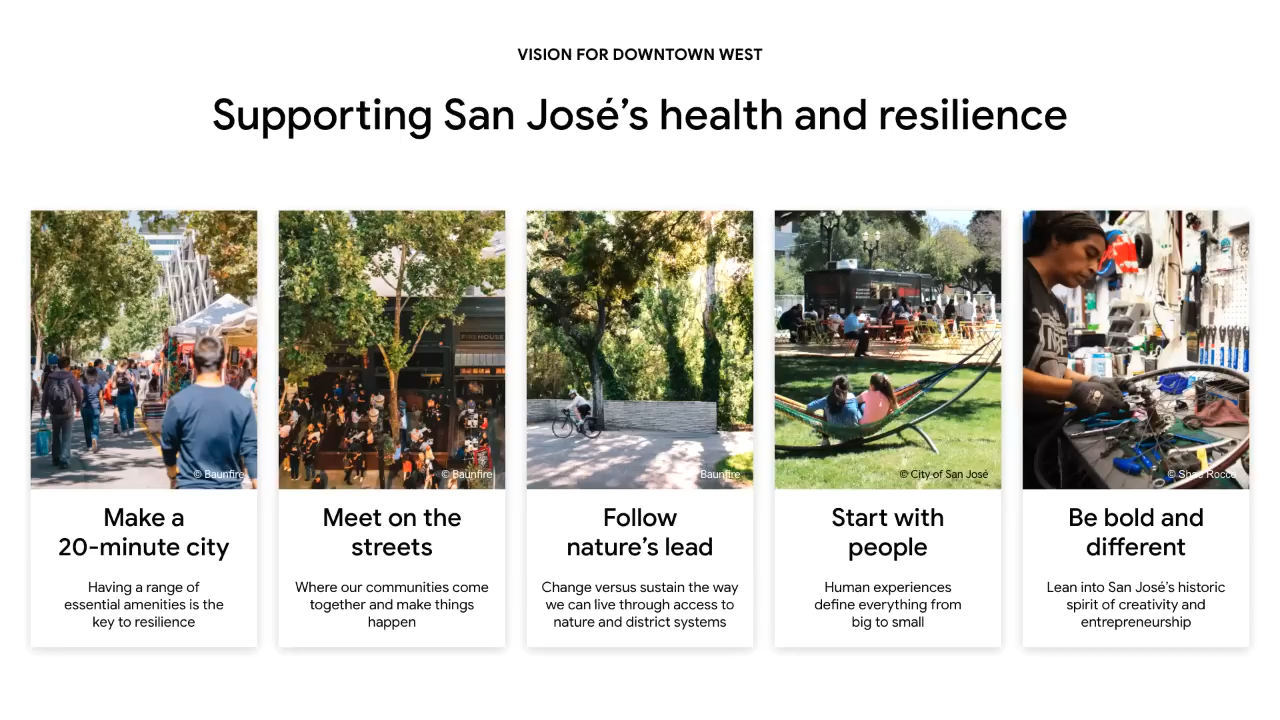 VISION FOR DOWNTOWN WEST
Supporting San José’s health and resilience
FIREHOUSE
© Baunfire
© Baunfire
Baunfire
© City of San José
© Shae Rocco
Make a
20-minute city
Having a range of
essential amenities is the
key to resilience
Meet on the
streets
Where our communities come
together and make things
happen
Follow
nature’s lead
Change versus sustain the way
we can live through access to
nature and district systems
Start with
people
Human experiences
define everything from
big to small
Be bold and
different
Lean into San José’s historic
spirit of creativity and
entrepreneurship